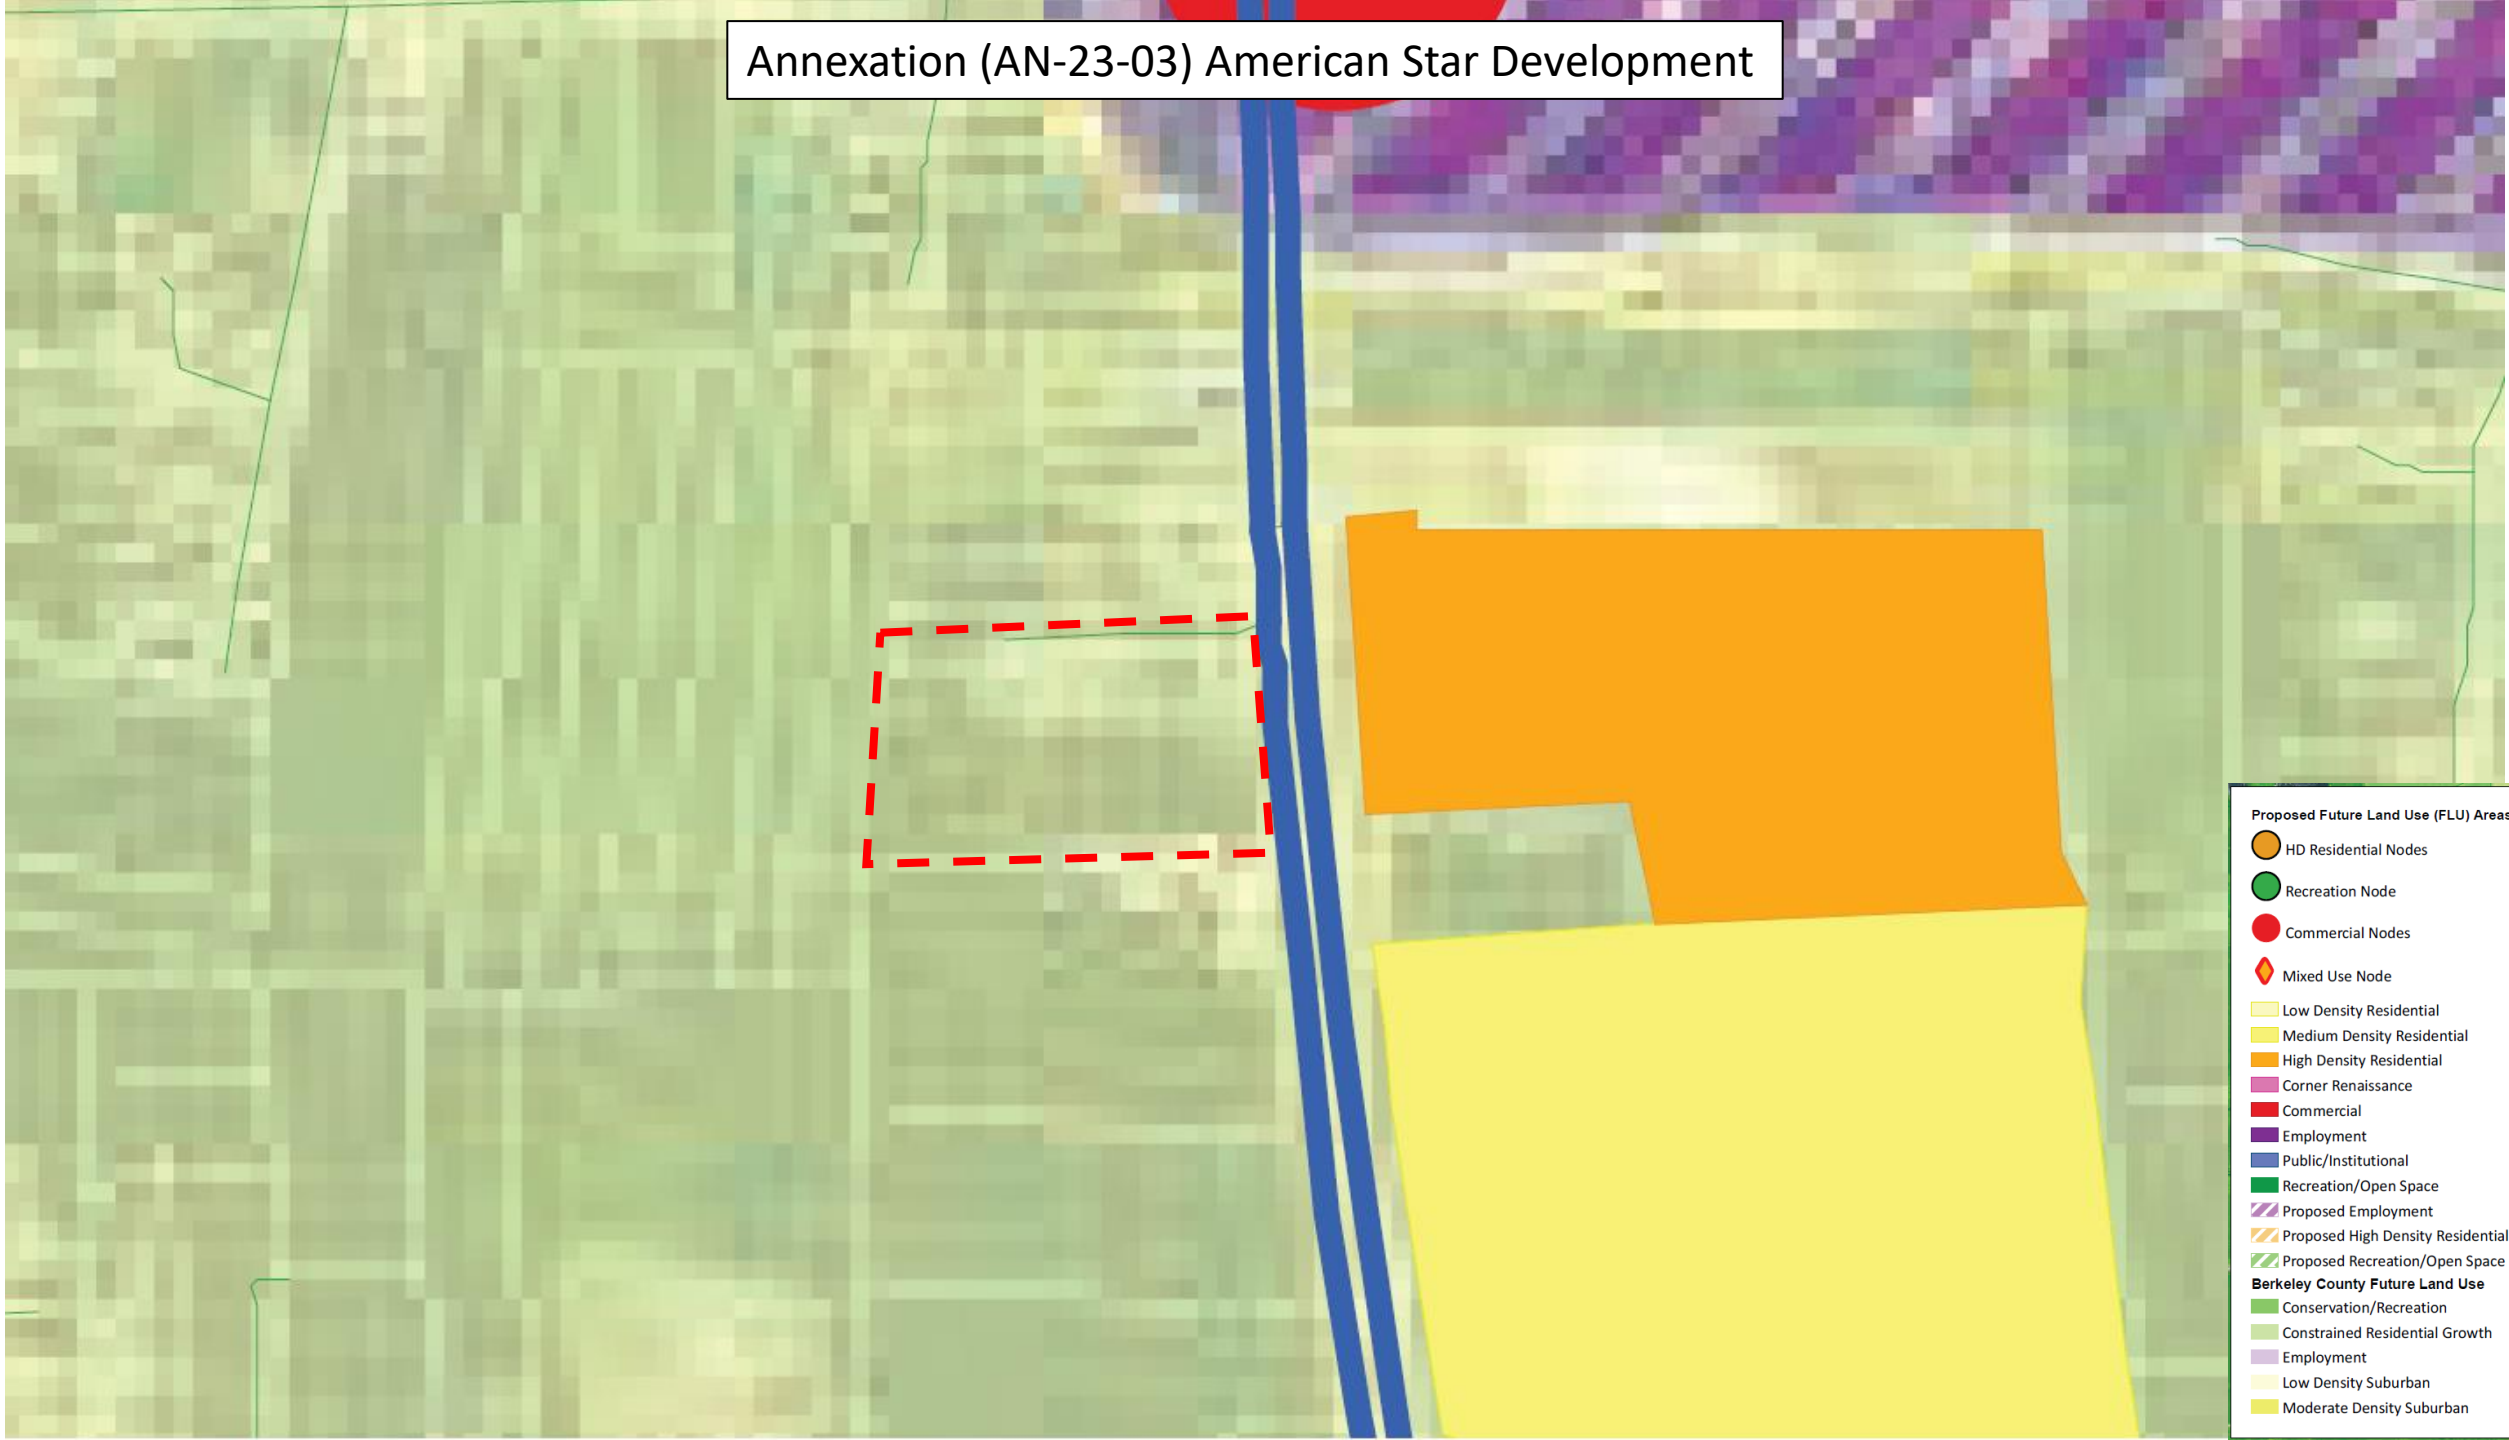 Annexation (AN-23-03) American Star Development
Proposed Future Land Use (FLU) Areas
HD Residential Nodes
Recreation Node
Commercial Nodes
Mixed Use Node
Low Density Residential
Medium Density Residential
High Density Residential
Corner Renaissance
Commercial
Employment
Public/Institutional
Recreation/Open Space
Proposed Employment
Proposed High Density Residential
Proposed Recreation/Open Space
Berkeley County Future Land Use
Conservation/Recreation
Constrained Residential Growth
Employment
Low Density Suburban
Moderate Density Suburban